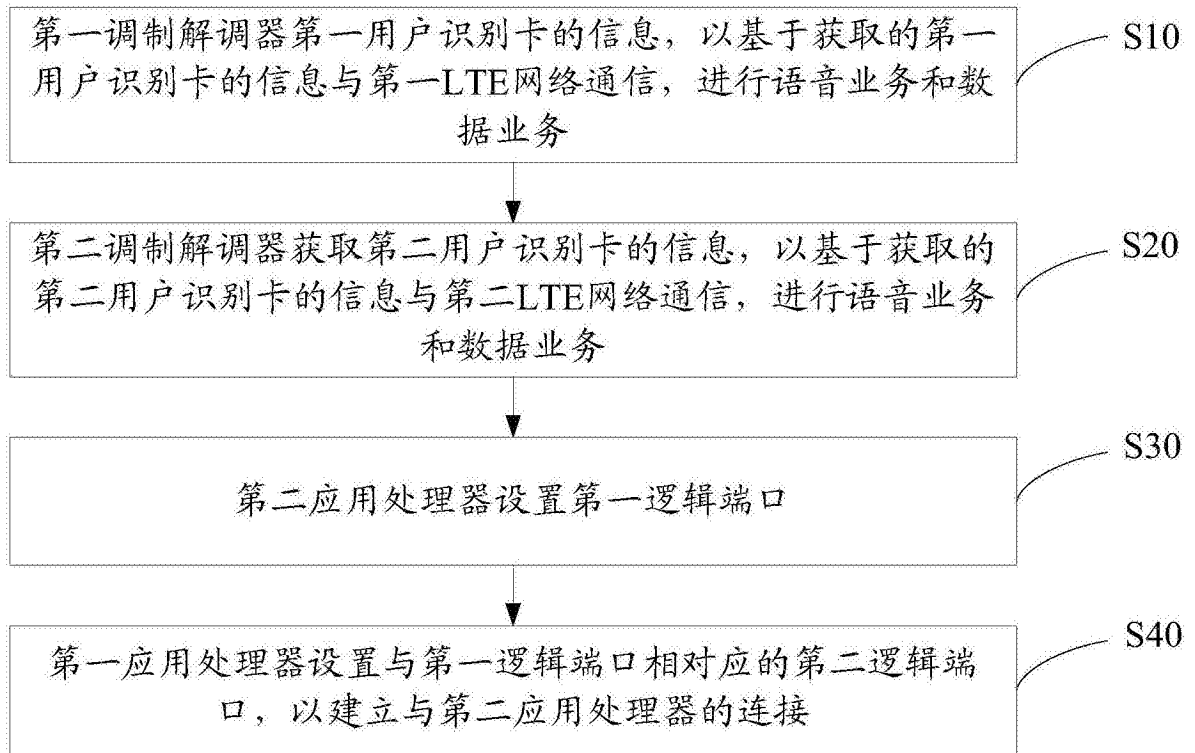 第一调制解调器第一用户识别卡的信息，以基于获取的第一
用户识别卡的信息与第一LTE网络通信，进行语音业务和数
据业务
S10
第二调制解调器获取第二用户识别卡的信息，以基于获取的
第二用户识别卡的信息与第二LTE网络通信，进行语音业务
和数据业务
S20
第二应用处理器设置第一逻辑端口
S30
第一应用处理器设置与第一逻辑端口相对应的第二逻辑端
口，以建立与第二应用处理器的连接
S40